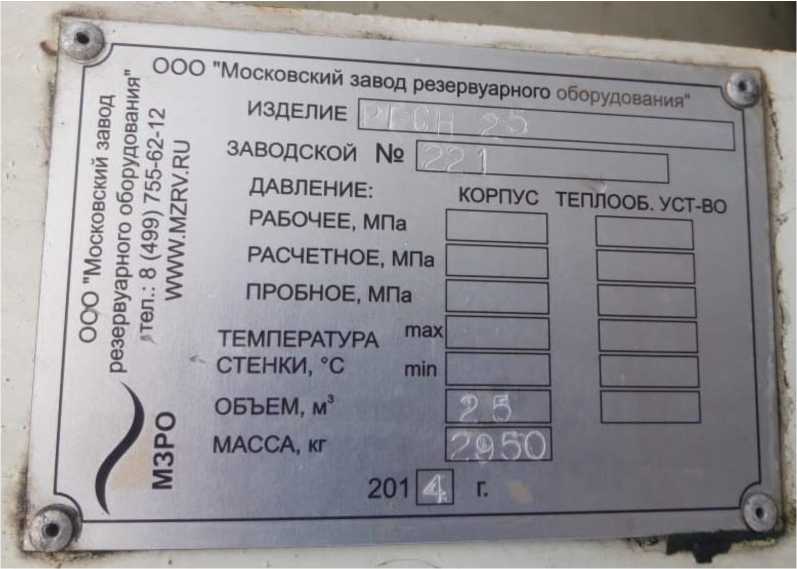 ООО "Московский завод резервуарного оборудования"
ИЗДЕЛИЕ РГСН 25
ЗАВОДСКОЙ № 221
ДАВЛЕНИЕ: КОРПУС ТЕПЛООБ. УСТ-ВО
РАБОЧЕЕ, МПа
РАСЧЕТНОЕ, МПа
ПРОБНОЕ, МПа
ТЕМПЕРАТУРА max
СТЕНКИ, °С min
ОБЪЕМ, м³ 25
МАССА, кг 2950
2014 г.
ООО "Московский завод
резервуарного оборудования"
тел.: 8 (499) 755-62-12
WWW.MZRV.RU
МЗРО